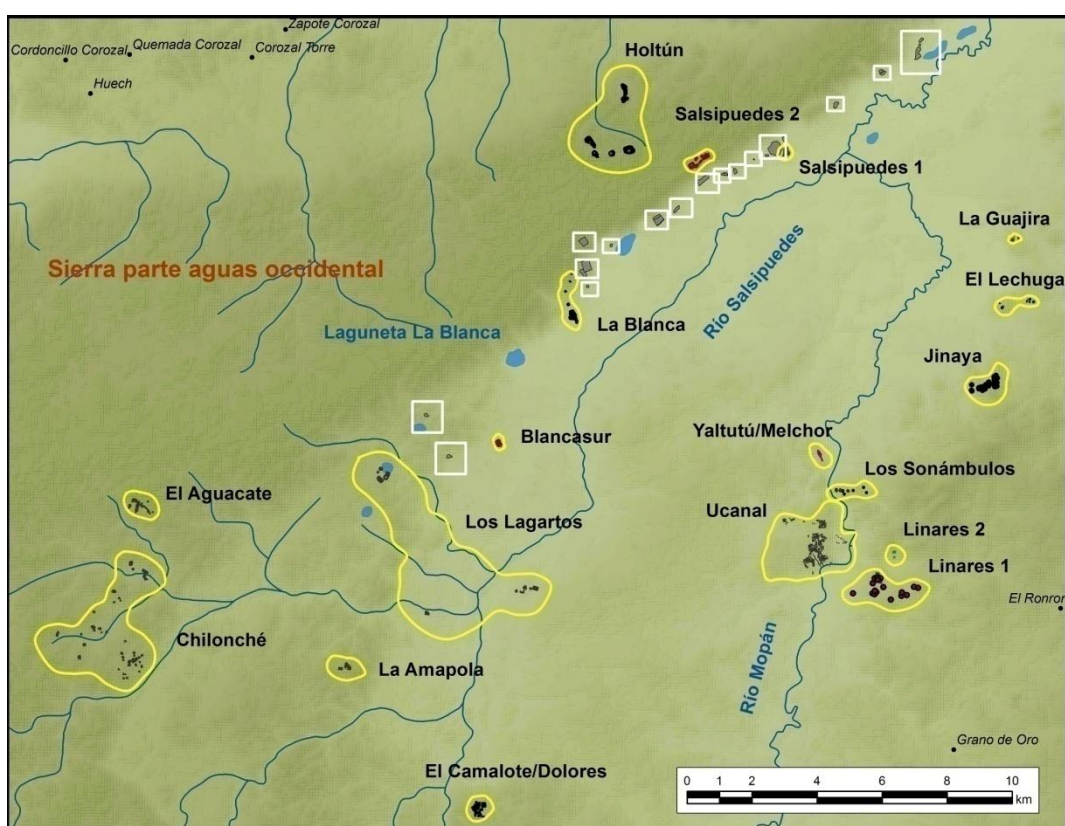 Zapote Corozal
Cordoncillo Corozal
Quemada Corozal
Corozal Torre
Huech
Holtún
Salsipuedes 2
Salsipuedes 1
La Guajira
Sierra parte aguas occidental
El Lechugal
Río Salsipuedes
Laguneta La Blanca
La Blanca
Jinaya
Blancasur
Yaltutú/Melchor
Los Sonámbulos
El Aguacate
Los Lagartos
Ucanal
Linares 2
Linares 1
El Ronron
Chilonché
La Amapola
Río Mopán
Grano de Oro
El Camalote/Dolores
0 1 2 4 6 8 10
km